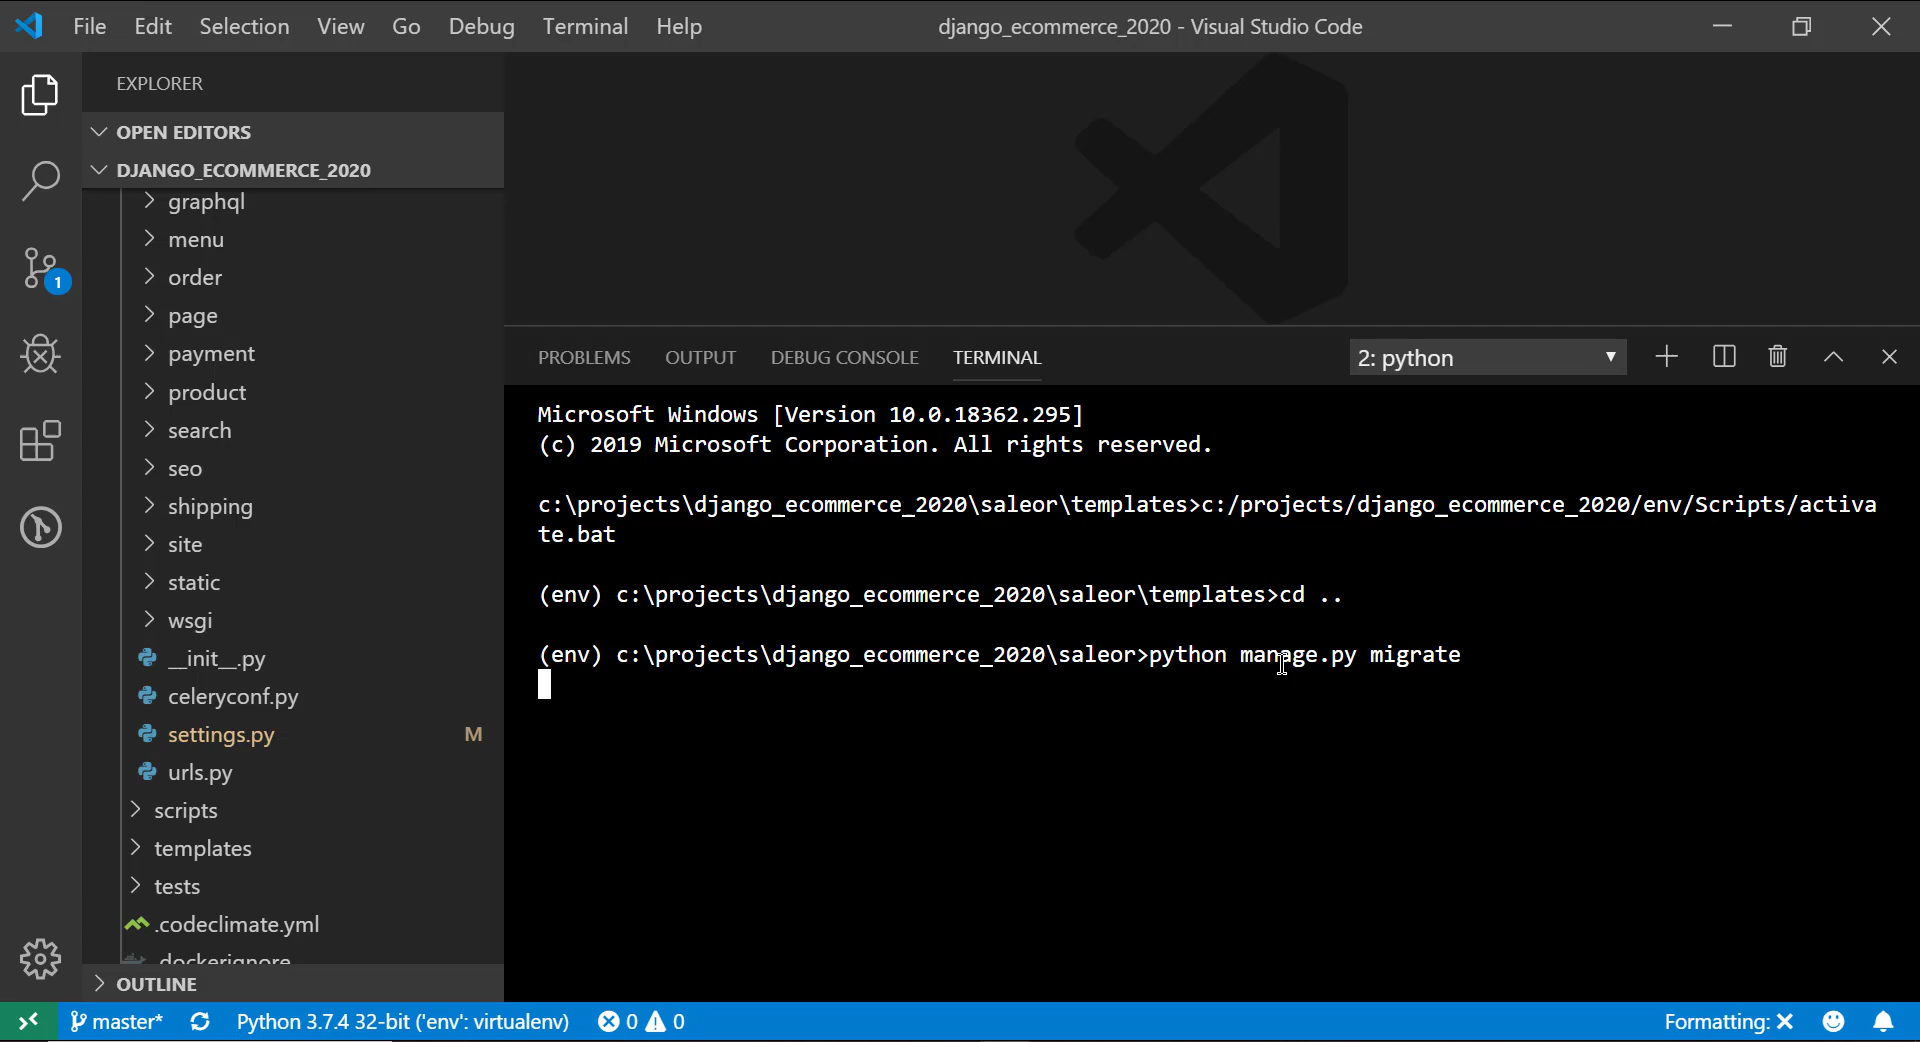 File Edit Selection View Go Debug Terminal Help
django_ecommerce_2020 - Visual Studio Code
EXPLORER
OPEN EDITORS
DJANGO_ECOMMERCE_2020
graphql
menu
order
page
payment
product
search
seo
shipping
site
static
wsgi
__init__.py
celeryconf.py
settings.py M
urls.py
scripts
templates
tests
.codeclimate.yml
.dockerignore
OUTLINE
1
PROBLEMS OUTPUT DEBUG CONSOLE TERMINAL
2: python
Microsoft Windows [Version 10.0.18362.295]
(c) 2019 Microsoft Corporation. All rights reserved.
c:\projects\django_ecommerce_2020\saleor\templates>c:/projects/django_ecommerce_2020/env/Scripts/activa
te.bat
(env) c:\projects\django_ecommerce_2020\saleor\templates>cd ..
(env) c:\projects\django_ecommerce_2020\saleor>python manage.py migrate
master* Python 3.7.4 32-bit ('env': virtualenv) 0 0
Formatting: ✕